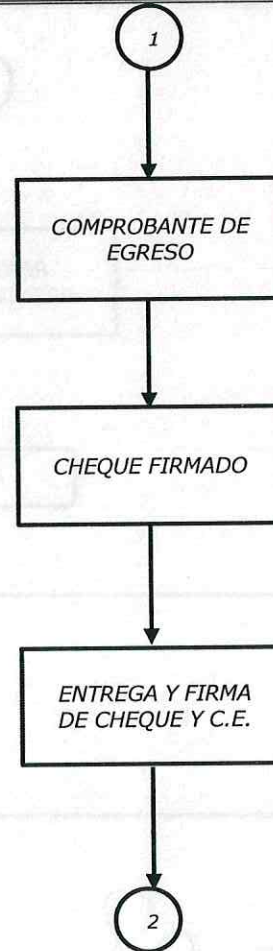 1
COMPROBANTE DE
EGRESO
CHEQUE FIRMADO
ENTREGA Y FIRMA
DE CHEQUE Y C.E.
2